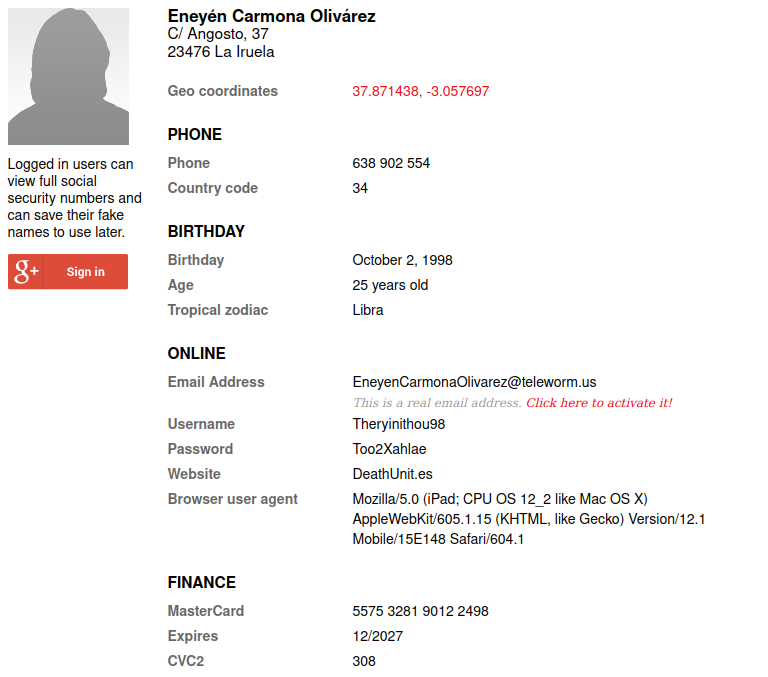 Eneyén Carmona Olivárez
C/ Angosto, 37
23476 La Iruela
Geo coordinates 37.871438, -3.057697
Logged in users can
view full social
security numbers and
can save their fake
names to use later.
g+ Sign in
PHONE
Phone 638 902 554
Country code 34
BIRTHDAY
Birthday October 2, 1998
Age 25 years old
Tropical zodiac Libra
ONLINE
Email Address EneyenCarmonaOlivarez@teleworm.us
This is a real email address. Click here to activate it!
Username Theryinithou98
Password Too2Xahlae
Website DeathUnit.es
Browser user agent Mozilla/5.0 (iPad; CPU OS 12_2 like Mac OS X)
AppleWebKit/605.1.15 (KHTML, like Gecko) Version/12.1
Mobile/15E148 Safari/604.1
FINANCE
MasterCard 5575 3281 9012 2498
Expires 12/2027
CVC2 308